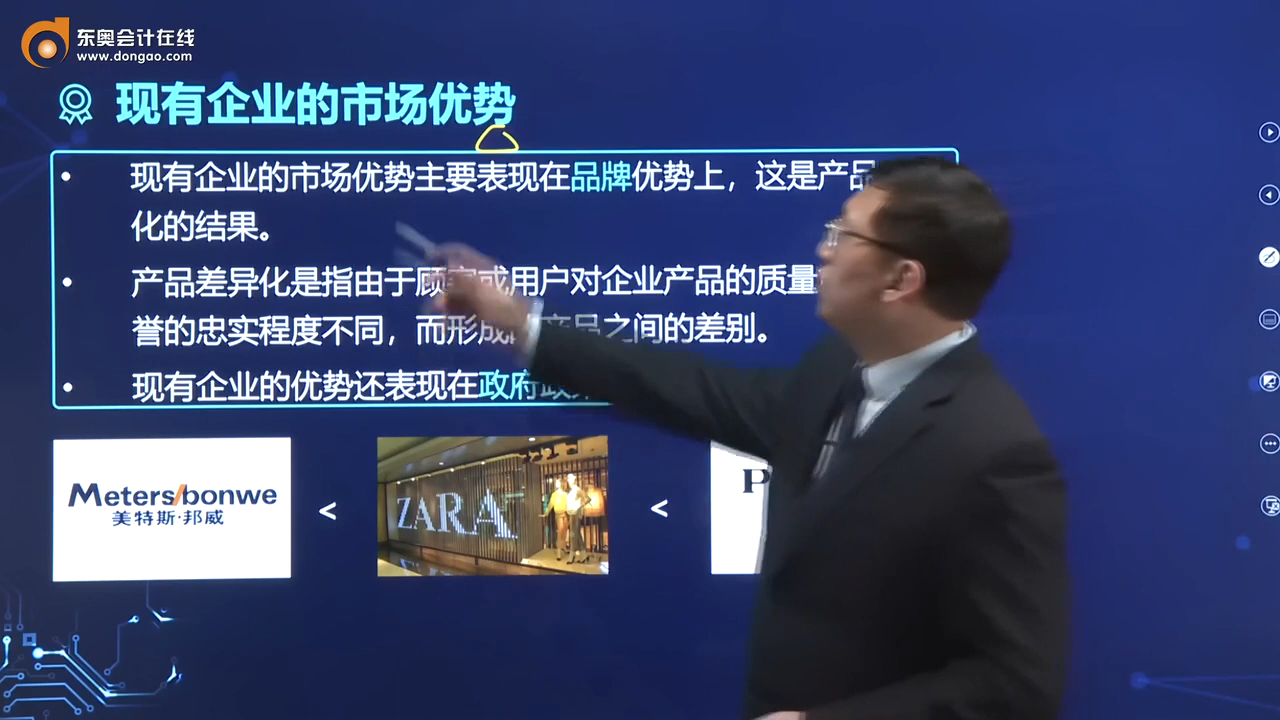 东奥会计在线
www.dongao.com
现有企业的市场优势
现有企业的市场优势主要表现在品牌优势上，这是产品
化的结果。
产品差异化是指由于顾客或用户对企业产品的质量
誉的忠实程度不同，而形成的产品之间的差别。
现有企业的优势还表现在政府政
Meters/bonwe
美特斯·邦威
<
ZARA
<
P